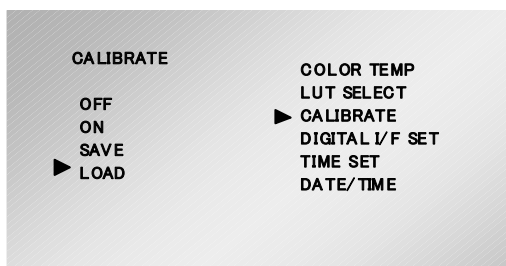 CALIBRATE
OFF
ON
SAVE
LOAD
COLOR TEMP
LUT SELECT
CALIBRATE
DIGITAL I/F SET
TIME SET
DATE/TIME